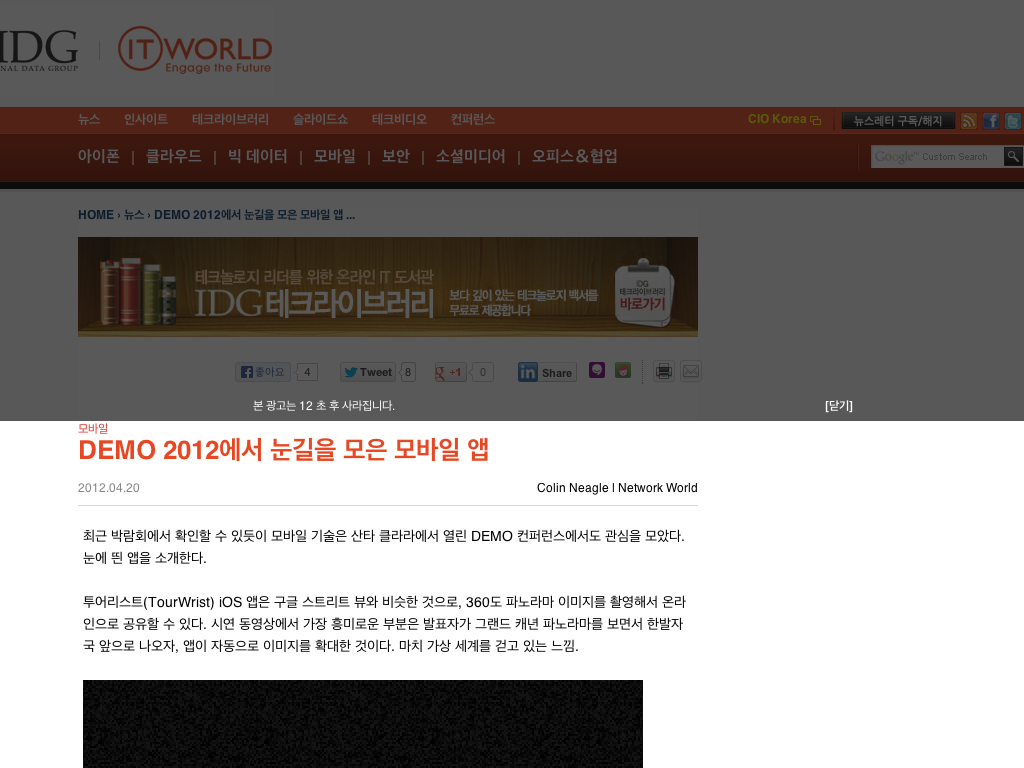 IDG
NAL DATA GROUP
ITWORLD
Engage the Future
뉴스 인사이트 테크라이브러리 슬라이드쇼 테크비디오 컨퍼런스 CIO Korea 뉴스레터 구독/해지
아이폰 | 클라우드 | 빅 데이터 | 모바일 | 보안 | 소셜미디어 | 오피스&협업
Google™ Custom Search
HOME › 뉴스 › DEMO 2012에서 눈길을 모은 모바일 앱 ...
테크놀로지 리더를 위한 온라인 IT 도서관
IDG 테크라이브러리
보다 깊이 있는 테크놀로지 백서를
무료로 제공합니다
IDG
테크라이브러리
바로가기
좋아요 4 Tweet 8 +1 0 Share
본 광고는 12 초 후 사라집니다. [닫기]
모바일
DEMO 2012에서 눈길을 모은 모바일 앱
2012.04.20 Colin Neagle | Network World
최근 박람회에서 확인할 수 있듯이 모바일 기술은 산타 클라라에서 열린 DEMO 컨퍼런스에서도 관심을 모았다.
눈에 띈 앱을 소개한다.
투어리스트(TourWrist) iOS 앱은 구글 스트리트 뷰와 비슷한 것으로, 360도 파노라마 이미지를 촬영해서 온라
인으로 공유할 수 있다. 시연 동영상에서 가장 흥미로운 부분은 발표자가 그랜드 캐년 파노라마를 보면서 한발자
국 앞으로 나오자, 앱이 자동으로 이미지를 확대한 것이다. 마치 가상 세계를 걷고 있는 느낌.